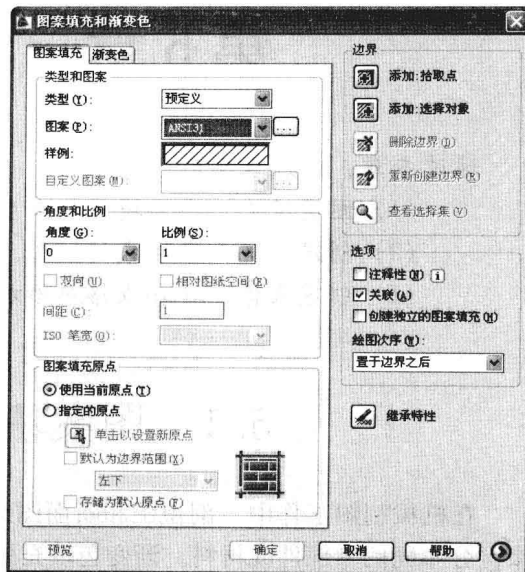 图案填充和渐变色
图案填充 渐变色
类型和图案
类型(Y): 预定义
图案(P): ANSI31 ...
样例:
自定义图案(M): ...
角度和比例
角度(G): 比例(S):
0 1
双向(U) 相对图纸空间(E)
间距(C): 1
ISO 笔宽(O):
图案填充原点
使用当前原点(T)
指定的原点
单击以设置新原点
默认为边界范围(X)
左下
存储为默认原点(F)
边界
添加:拾取点
添加:选择对象
删除边界(D)
重新创建边界(R)
查看选择集(V)
选项
注释性(N) i
关联(A)
创建独立的图案填充(H)
绘图次序(W):
置于边界之后
继承特性
预览 确定 取消 帮助